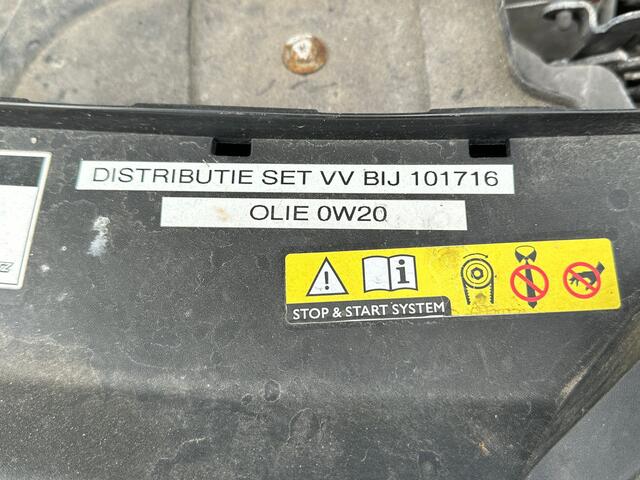 DISTRIBUTIE SET VV BIJ 101716
OLIE 0W20
STOP & START SYSTEM